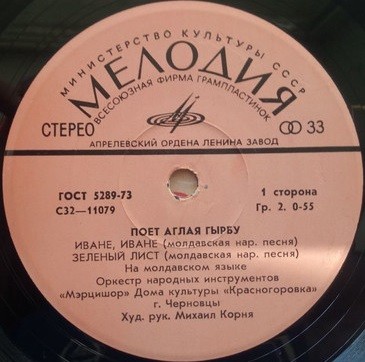 МИНИСТЕРСТВО КУЛЬТУРЫ СССР
МЕЛОДИЯ
ВСЕСОЮЗНАЯ ФИРМА ГРАМПЛАСТИНОК
СТЕРЕО
33
АПРЕЛЕВСКИЙ ОРДЕНА ЛЕНИНА ЗАВОД
ГОСТ 5289-73
1 сторона
С32—11079
Гр. 2. 0-55
ПОЕТ АГЛАЯ ГЫРБУ
ИВАНЕ, ИВАНЕ (молдавская нар. песня)
ЗЕЛЕНЫЙ ЛИСТ (молдавская нар. песня)
На молдавском языке
Оркестр народных инструментов
«Мэрцишор» Дома культуры «Красногоровка»
г. Черновцы
Худ. рук. Михаил Корня